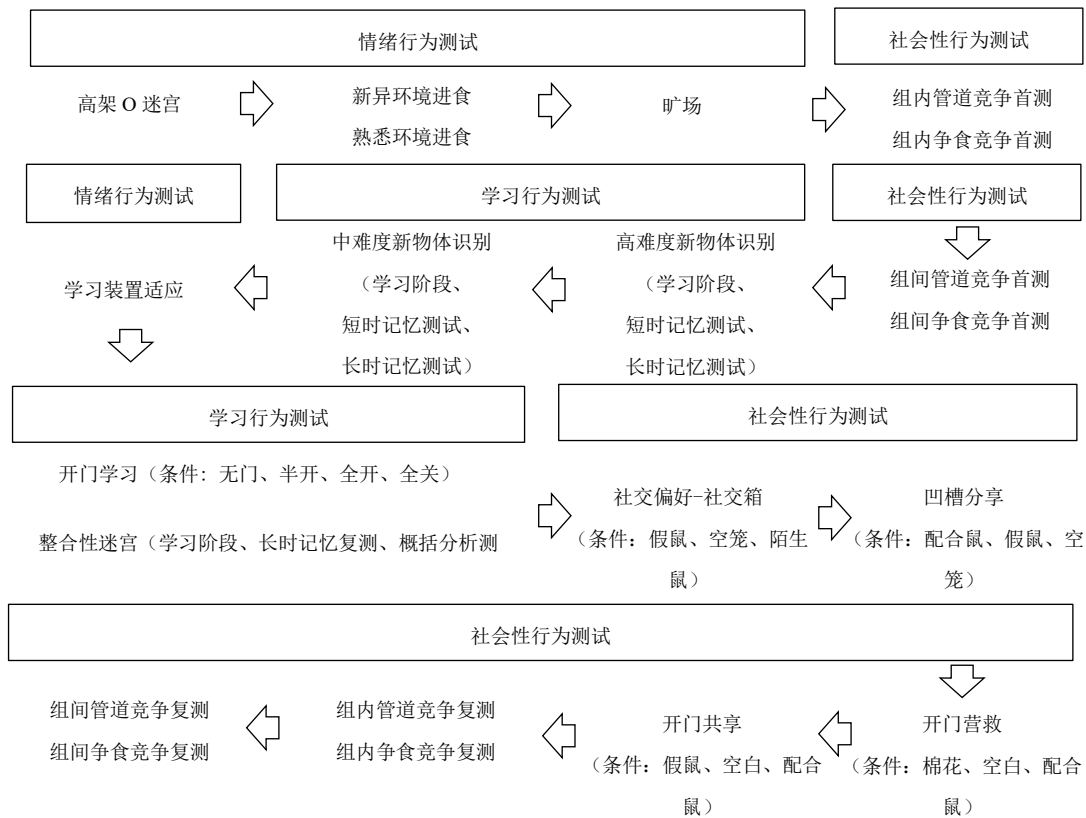 情绪行为测试
社会性行为测试
高架 O 迷宫
新异环境进食
熟悉环境进食
旷场
组内管道竞争首测
组内争食竞争首测
情绪行为测试
学习行为测试
社会性行为测试
学习装置适应
中难度新物体识别
（学习阶段、
短时记忆测试、
长时记忆测试）
高难度新物体识别
（学习阶段、
短时记忆测试、
长时记忆测试）
组间管道竞争首测
组间争食竞争首测
学习行为测试
社会性行为测试
开门学习（条件：无门、半开、全开、全关）
整合性迷宫（学习阶段、长时记忆复测、概括分析测
社交偏好-社交箱
（条件：假鼠、空笼、陌生
鼠）
凹槽分享
（条件：配合鼠、假鼠、空
笼）
社会性行为测试
组间管道竞争复测
组间争食竞争复测
组内管道竞争复测
组内争食竞争复测
开门共享
（条件：假鼠、空白、配合
鼠）
开门营救
（条件：棉花、空白、配合
鼠）